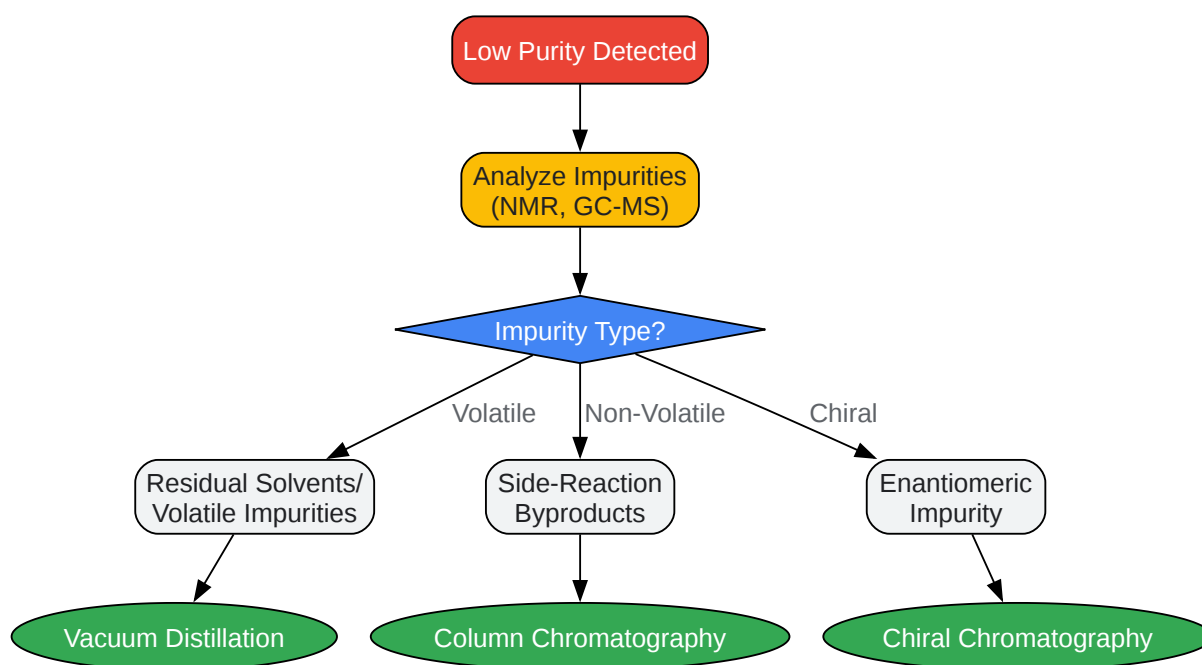 Low Purity Detected
Analyze Impurities
(NMR, GC-MS)
Impurity Type?
Volatile
Non-Volatile
Chiral
Residual Solvents/
Volatile Impurities
Side-Reaction
Byproducts
Enantiomeric
Impurity
Vacuum Distillation
Column Chromatography
Chiral Chromatography